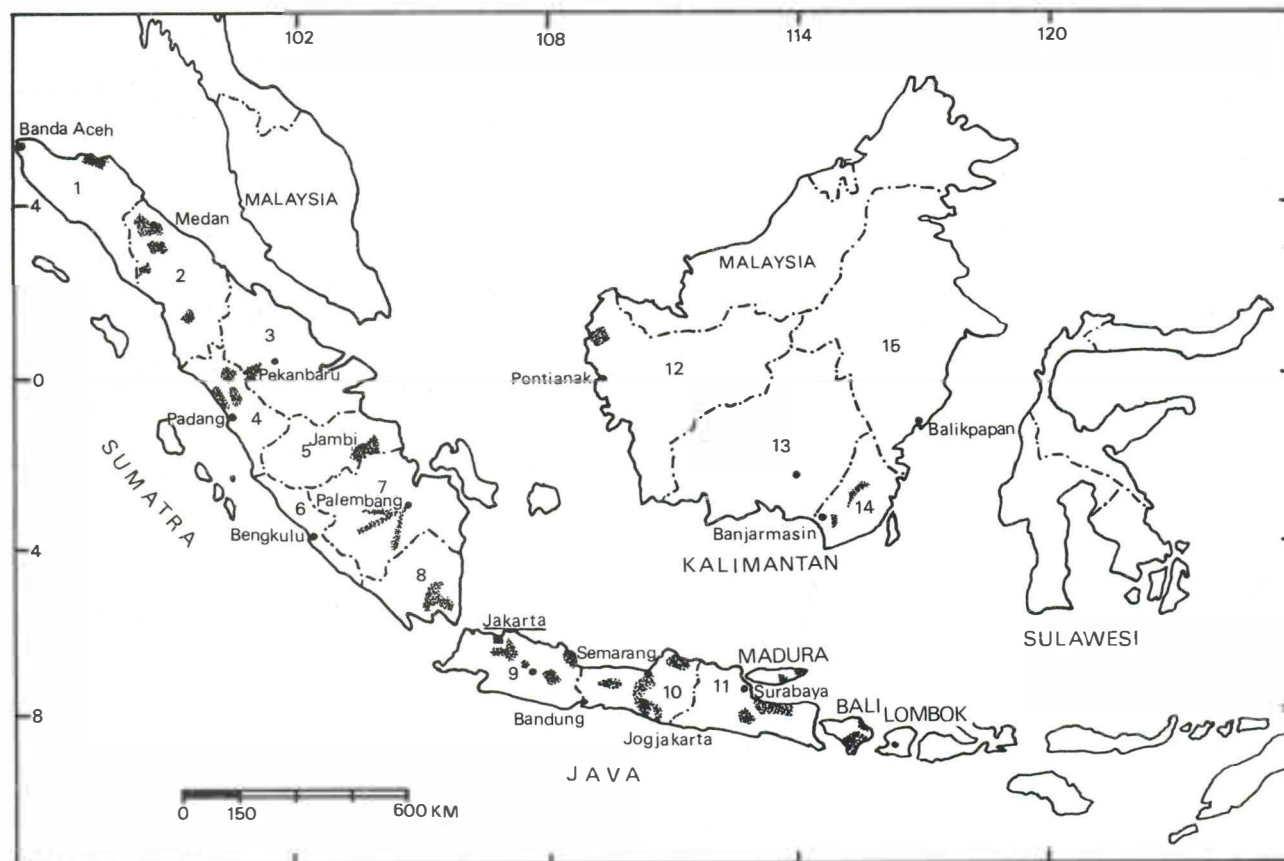 102 108 114 120
Banda Aceh
1
MALAYSIA
4
Medan
2
MALAYSIA
3
15
12
0
Pekanbaru
Pontianak
Padang
4
Balikpapan
5
Jambi
13
SUMATRA
7
6
Palembang
14
Bengkulu
Banjarmasin
4
KALIMANTAN
8
SULAWESI
Jakarta
Semarang
MADURA
9
10
11
Surabaya
8
BALI
LOMBOK
Bandung
Jogjakarta
JAVA
0 150 600 KM